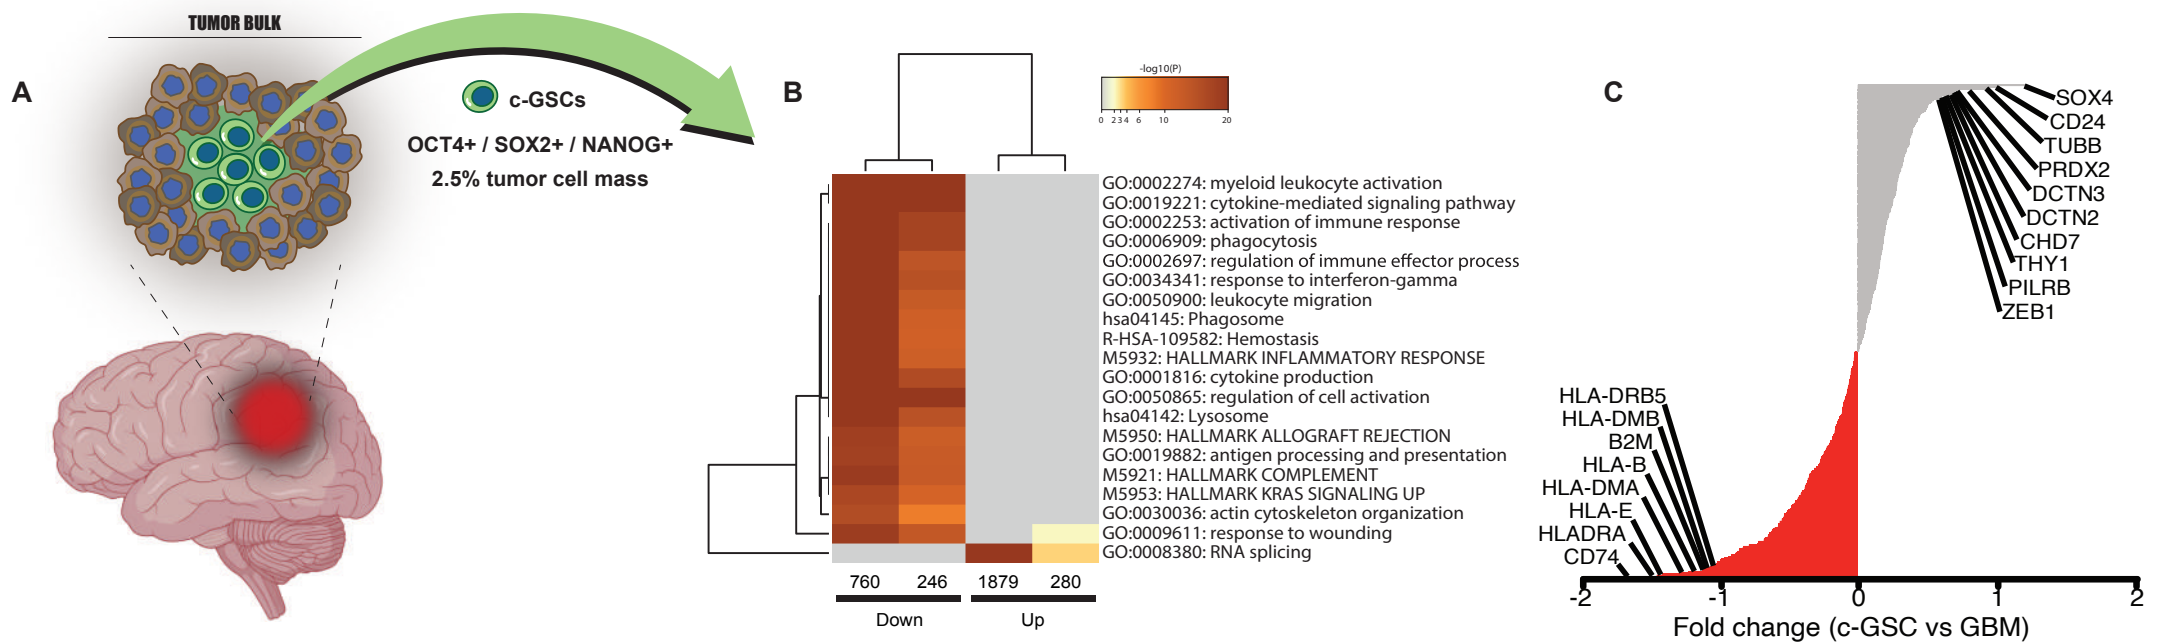 A
TUMOR BULK
c-GSCs
OCT4+ / SOX2+ / NANOG+
2.5% tumor cell mass
B
-log10(P)
0 2 3 4 6 10 20
GO:0002274: myeloid leukocyte activation
GO:0019221: cytokine-mediated signaling pathway
GO:0002253: activation of immune response
GO:0006909: phagocytosis
GO:0002697: regulation of immune effector process
GO:0034341: response to interferon-gamma
GO:0050900: leukocyte migration
hsa04145: Phagosome
R-HSA-109582: Hemostasis
M5932: HALLMARK INFLAMMATORY RESPONSE
GO:0001816: cytokine production
GO:0050865: regulation of cell activation
hsa04142: Lysosome
M5950: HALLMARK ALLOGRAFT REJECTION
GO:0019882: antigen processing and presentation
M5921: HALLMARK COMPLEMENT
M5953: HALLMARK KRAS SIGNALING UP
GO:0030036: actin cytoskeleton organization
GO:0009611: response to wounding
GO:0008380: RNA splicing
760 246 1879 280
Down Up
C
SOX4
CD24
TUBB
PRDX2
DCTN3
DCTN2
CHD7
THY1
PILRB
ZEB1
HLA-DRB5
HLA-DMB
B2M
HLA-B
HLA-DMA
HLA-E
HLADRA
CD74
-2 -1 0 1 2
Fold change (c-GSC vs GBM)